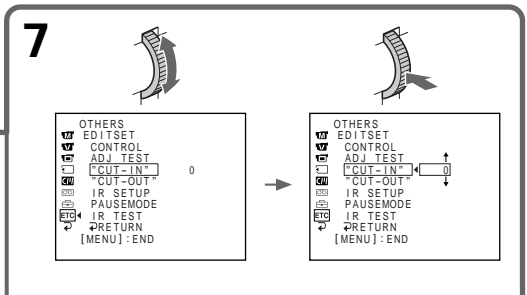 7
OTHERS
EDITSET
CONTROL
ADJ TEST
"CUT-IN" 0
"CUT-OUT"
IR SETUP
PAUSEMODE
IR TEST
RETURN
[MENU] : END
ETC
OTHERS
EDITSET
CONTROL
ADJ TEST
"CUT-IN" 0
"CUT-OUT"
IR SETUP
PAUSEMODE
IR TEST
RETURN
[MENU] : END
ETC